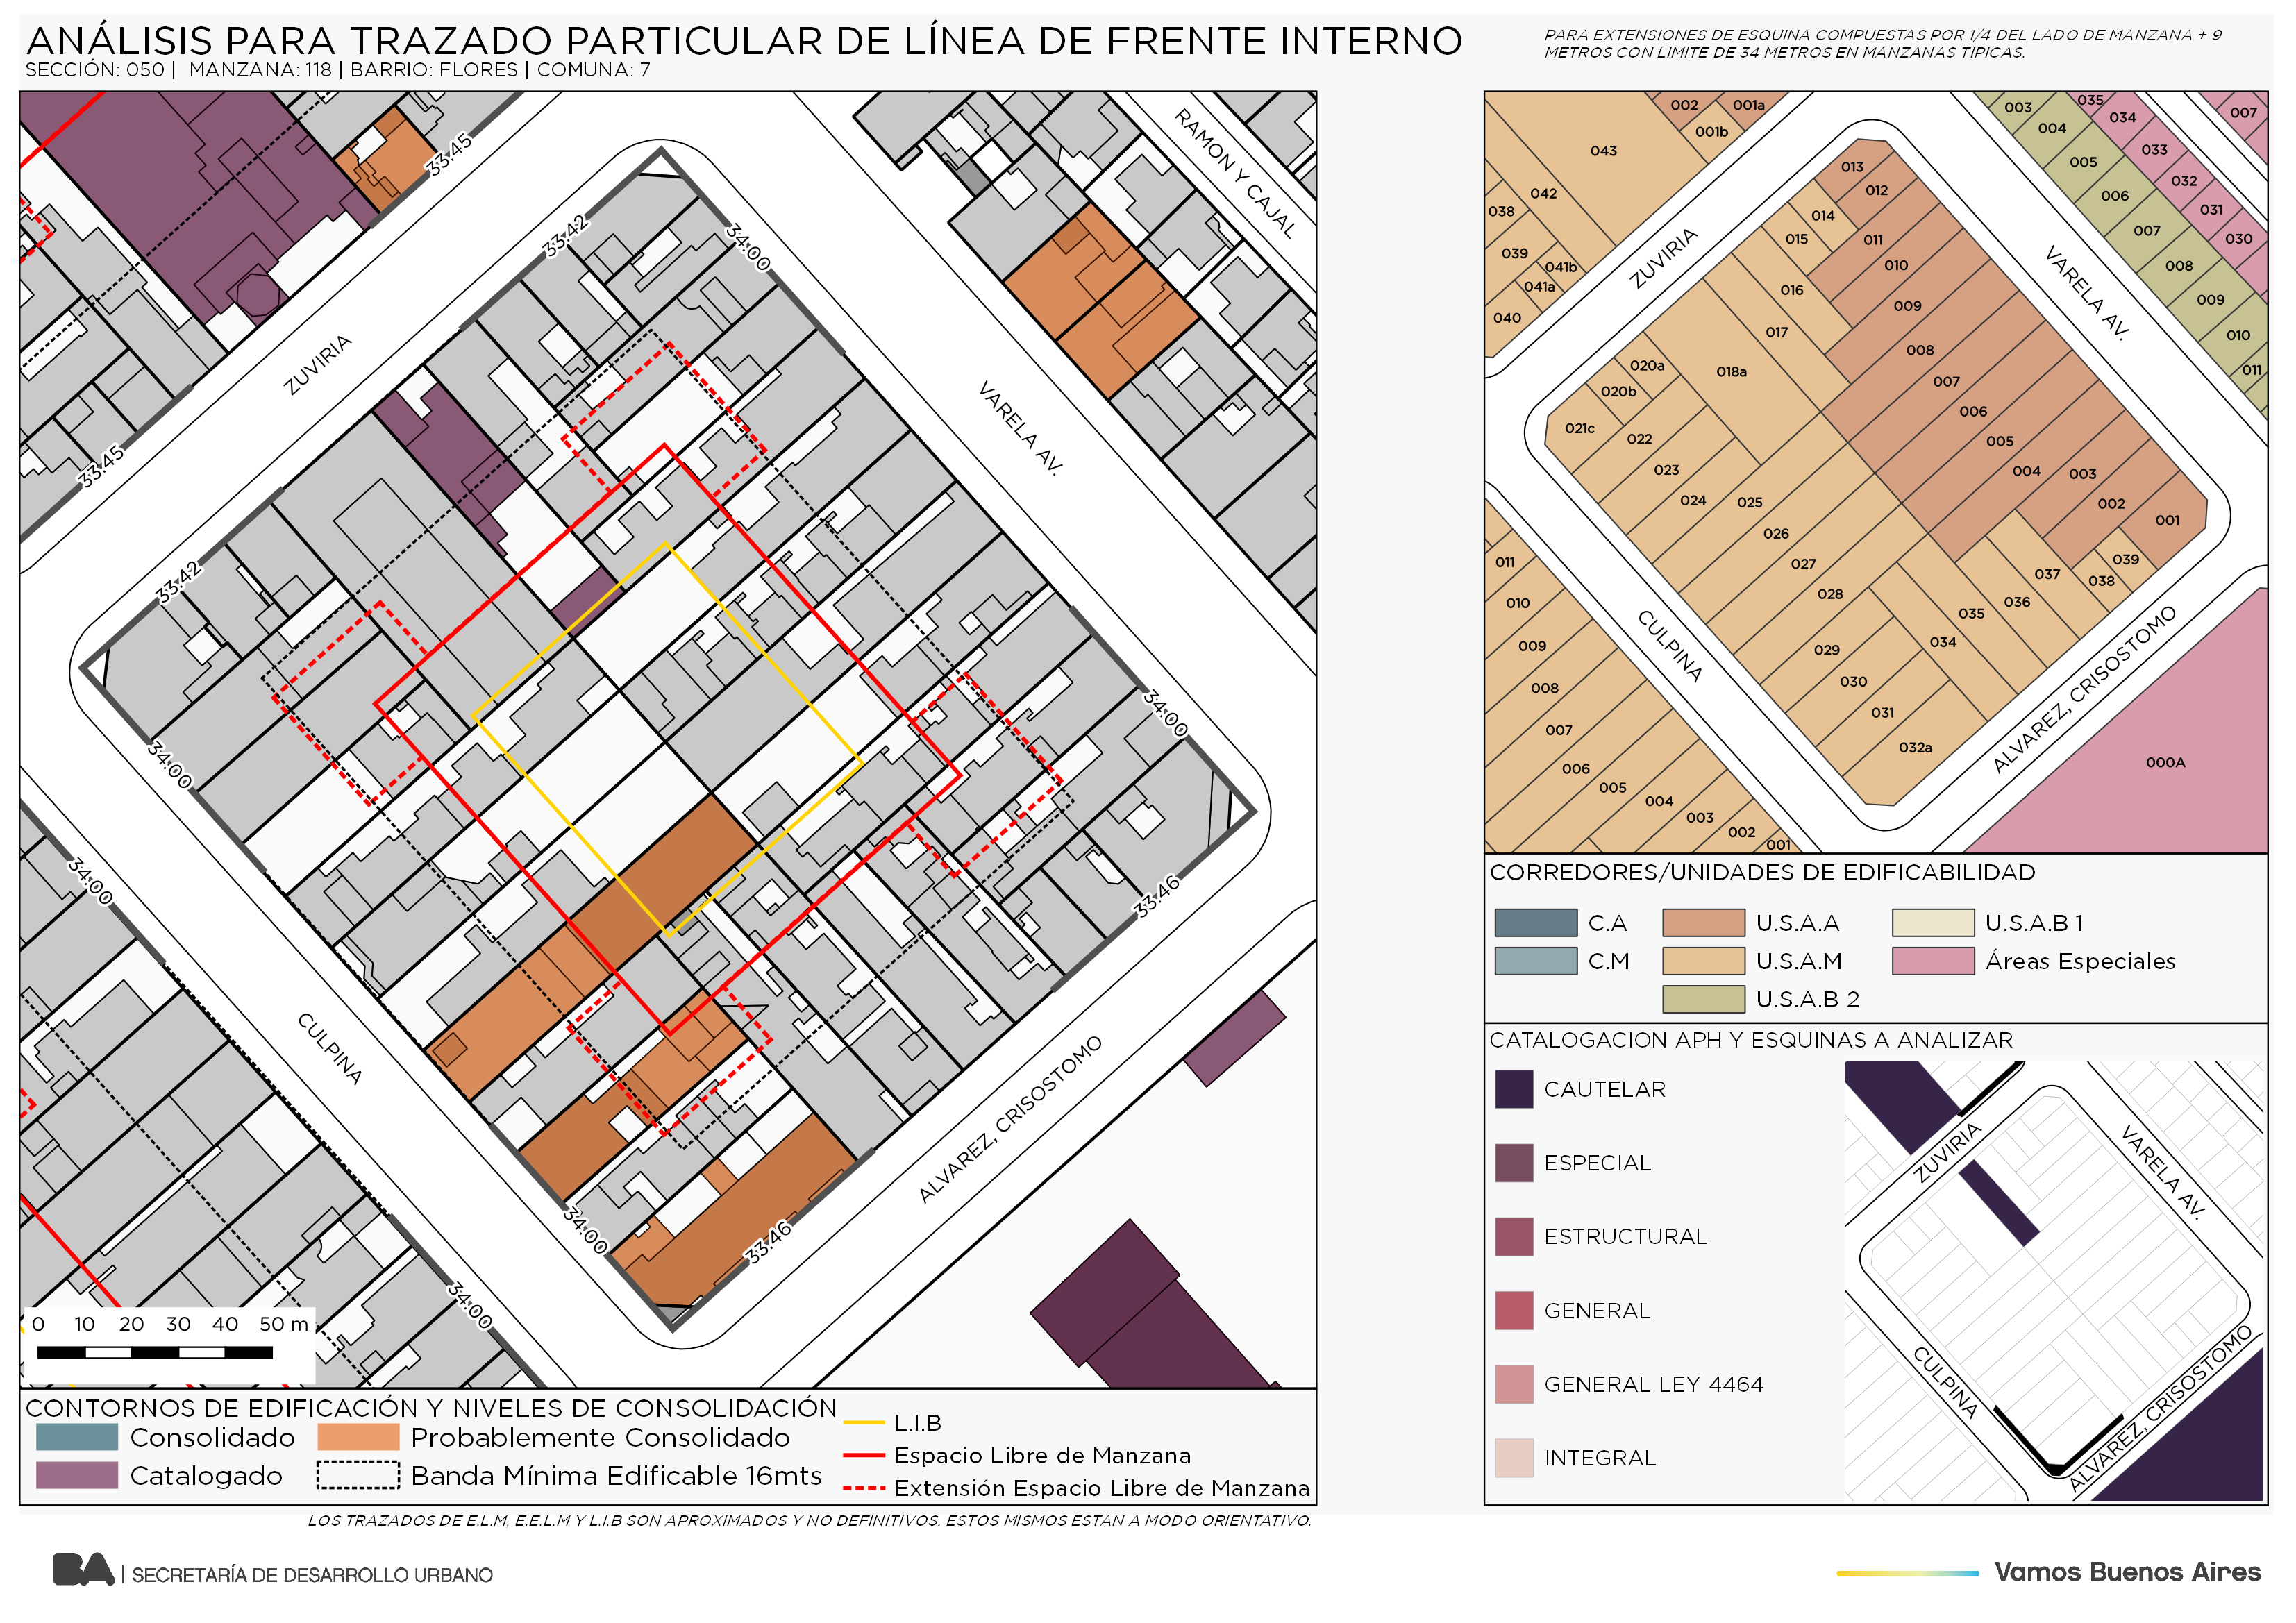 ANÁLISIS PARA TRAZADO PARTICULAR DE LÍNEA DE FRENTE INTERNO
SECCIÓN: 050 | MANZANA: 118 | BARRIO: FLORES | COMUNA: 7
PARA EXTENSIONES DE ESQUINA COMPUESTAS POR 1/4 DEL LADO DE MANZANA + 9
METROS CON LIMITE DE 34 METROS EN MANZANAS TIPICAS.
33.45
RAMON Y CAJAL
33.42
34.00
ZUVIRIA
VARELA AV.
33.45
33.42
34.00
34.00
34.00
33.46
CULPINA
ALVAREZ, CRISOSTOMO
34.00
33.46
34.00
0 10 20 30 40 50 m
CONTORNOS DE EDIFICACIÓN Y NIVELES DE CONSOLIDACIÓN
Consolidado
Probablemente Consolidado
Catalogado
Banda Mínima Edificable 16mts
L.I.B
Espacio Libre de Manzana
Extensión Espacio Libre de Manzana
LOS TRAZADOS DE E.L.M, E.E.L.M Y L.I.B SON APROXIMADOS Y NO DEFINITIVOS. ESTOS MISMOS ESTAN A MODO ORIENTATIVO.
002
001a
001b
043
042
038
039
041b
041a
040
003
035
034
007
004
033
005
032
006
031
007
030
008
009
010
011
ZUVIRIA
VARELA AV.
013
012
014
011
015
010
016
009
017
008
020a
018a
007
020b
006
021c
022
005
023
004
003
024
025
002
001
026
039
027
037
038
028
036
035
029
034
030
031
032a
CULPINA
ALVAREZ, CRISOSTOMO
011
010
009
008
007
006
005
004
003
002
001
000A
CORREDORES/UNIDADES DE EDIFICABILIDAD
C.A
U.S.A.A
U.S.A.B 1
C.M
U.S.A.M
Áreas Especiales
U.S.A.B 2
CATALOGACION APH Y ESQUINAS A ANALIZAR
CAUTELAR
ESPECIAL
ESTRUCTURAL
GENERAL
GENERAL LEY 4464
INTEGRAL
ZUVIRIA
VARELA AV.
CULPINA
ALVAREZ, CRISOSTOMO
BA | SECRETARÍA DE DESARROLLO URBANO
Vamos Buenos Aires